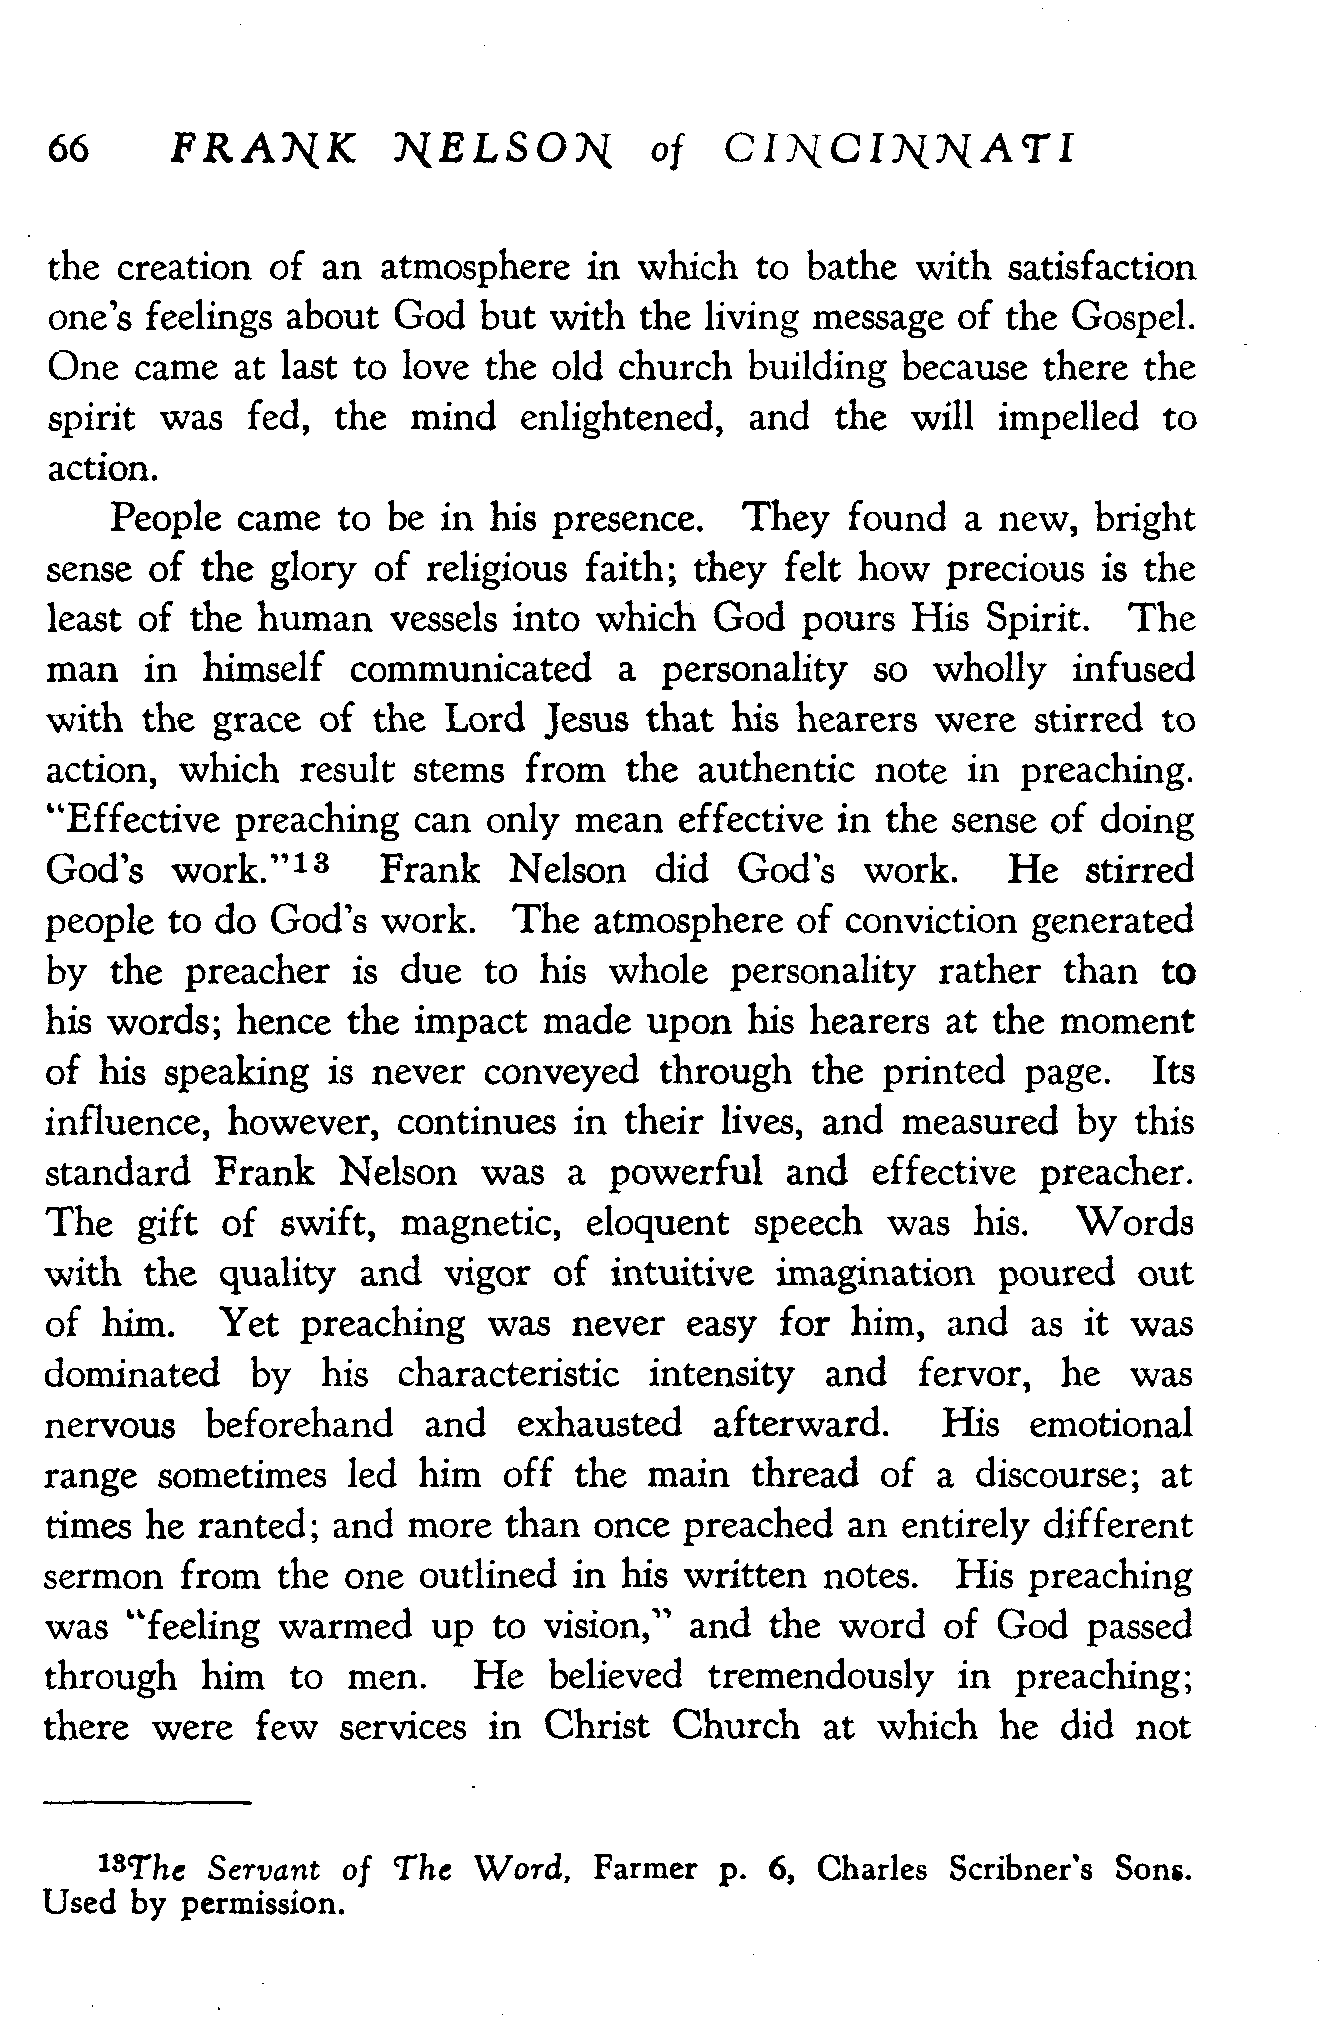 66 FRANK NELSON of CINCINNATI
the creation of an atmosphere in which to bathe with satisfaction
one's feelings about God but with the living message of the Gospel.
One came at last to love the old church building because there the
spirit was fed, the mind enlightened, and the will impelled to
action.
People came to be in his presence. They found a new, bright
sense of the glory of religious faith; they felt how precious is the
least of the human vessels into which God pours His Spirit. The
man in himself communicated a personality so wholly infused
with the grace of the Lord Jesus that his hearers were stirred to
action, which result stems from the authentic note in preaching.
"Effective preaching can only mean effective in the sense of doing
God's work."13 Frank Nelson did God's work. He stirred
people to do God's work. The atmosphere of conviction generated
by the preacher is due to his whole personality rather than to
his words; hence the impact made upon his hearers at the moment
of his speaking is never conveyed through the printed page. Its
influence, however, continues in their lives, and measured by this
standard Frank Nelson was a powerful and effective preacher.
The gift of swift, magnetic, eloquent speech was his. Words
with the quality and vigor of intuitive imagination poured out
of him. Yet preaching was never easy for him, and as it was
dominated by his characteristic intensity and fervor, he was
nervous beforehand and exhausted afterward. His emotional
range sometimes led him off the main thread of a discourse; at
times he ranted; and more than once preached an entirely different
sermon from the one outlined in his written notes. His preaching
was "feeling warmed up to vision," and the word of God passed
through him to men. He believed tremendously in preaching;
there were few services in Christ Church at which he did not
13The Servant of The Word, Farmer p. 6, Charles Scribner's Sons.
Used by permission.